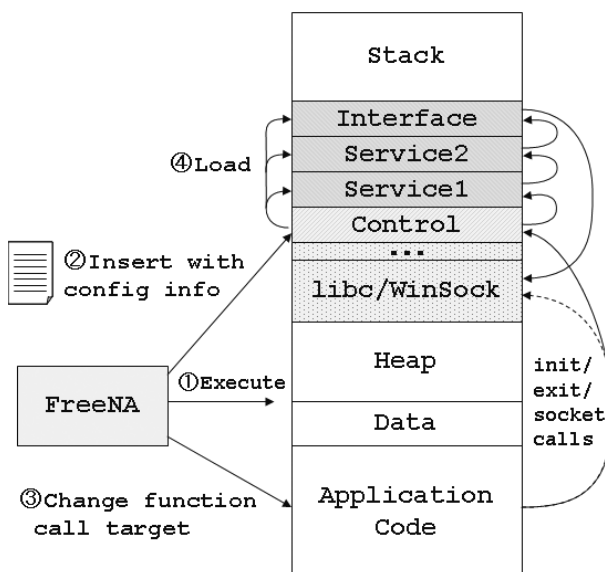 Stack
Interface
Service2
④Load
Service1
Control
...
②Insert with
config info
libc/WinSock
Heap
①Execute
init/
exit/
socket
calls
FreeNA
Data
③Change function
call target
Application
Code